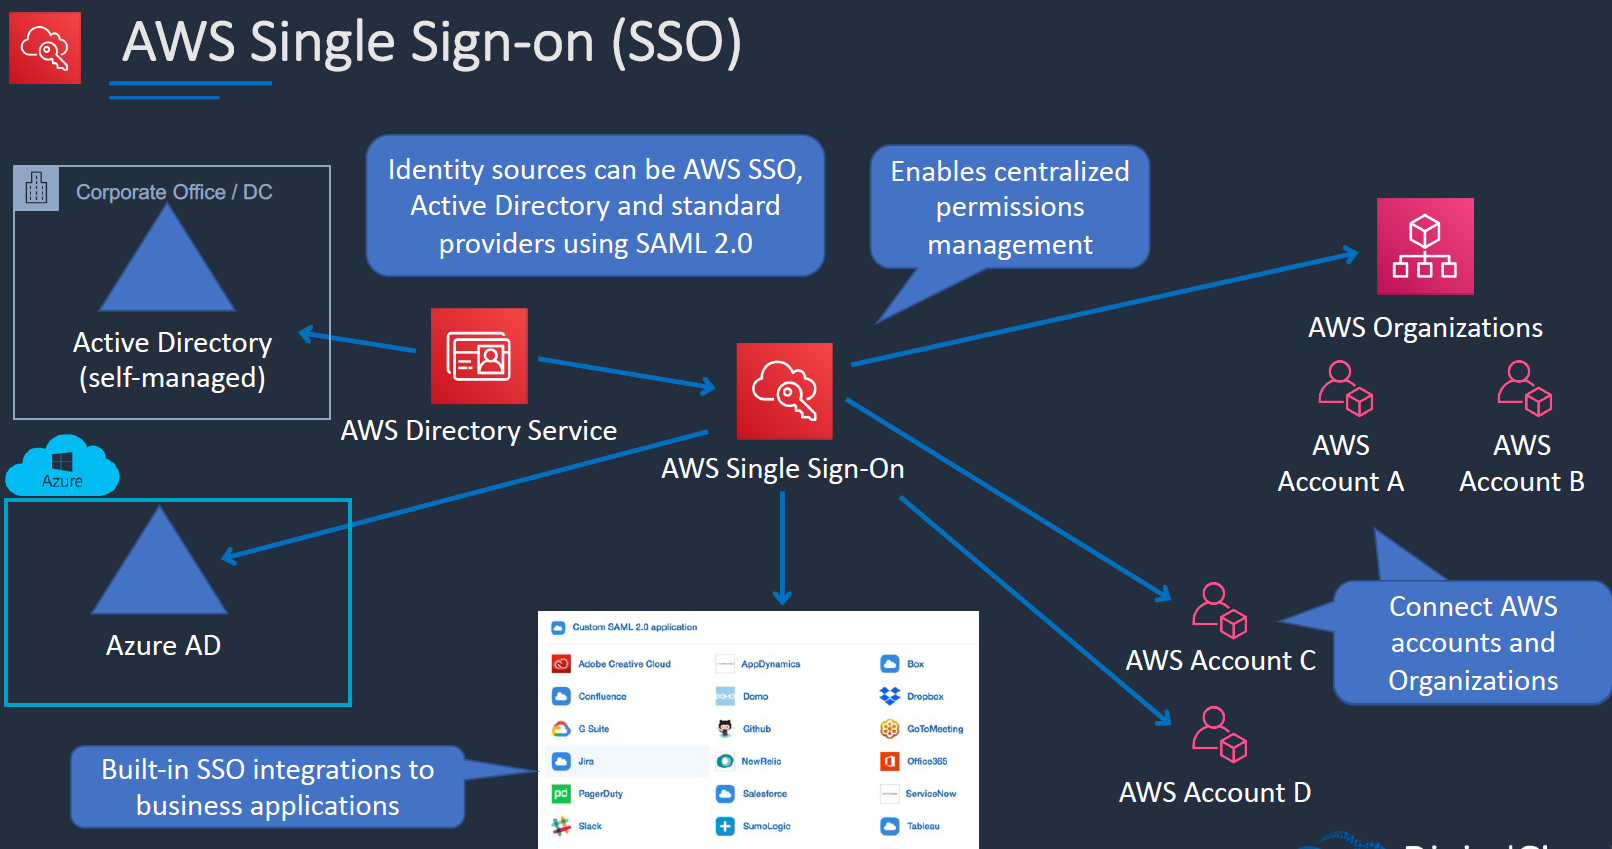 AWS Single Sign-on (SSO)
Corporate Office / DC
Active Directory
(self-managed)
Identity sources can be AWS SSO,
Active Directory and standard
providers using SAML 2.0
Enables centralized
permissions
management
AWS Directory Service
AWS Single Sign-On
AWS Organizations
AWS
Account A
AWS
Account B
Azure
Azure AD
AWS Account C
AWS Account D
Connect AWS
accounts and
Organizations
Built-in SSO integrations to
business applications
Custom SAML 2.0 application
Adobe Creative Cloud
AppDynamics
Box
Confluence
DOMO
Domo
Dropbox
G Suite
Github
GoToMeeting
Jira
NewRelic
Office365
pd
PagerDuty
Salesforce
ServiceNow
Slack
SumoLogic
Tableau